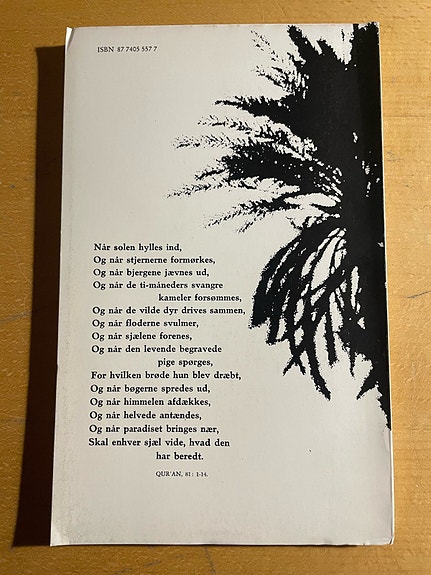 ISBN 87 7405 557 7
Når solen hylles ind,
Og når stjernerne formørkes,
Og når bjergene jævnes ud,
Og når de ti-måneders svangre
kameler forsømmes,
Og når de vilde dyr drives sammen,
Og når floderne svulmer,
Og når sjælene forenes,
Og når den levende begravede
pige spørges,
For hvilken brøde hun blev dræbt,
Og når bøgerne spredes ud,
Og når himmelen afdækkes,
Og når helvede antændes,
Og når paradiset bringes nær,
Skal enhver sjæl vide, hvad den
har beredt.
QUR'AN, 81: 1-14.